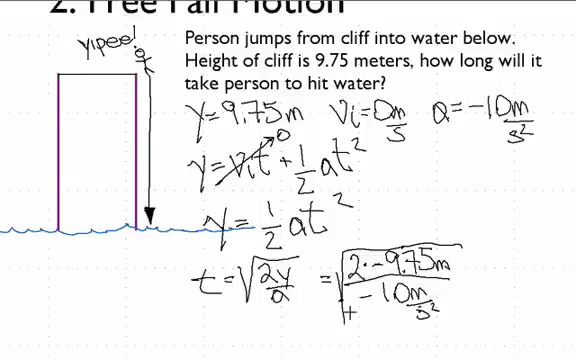 2. Free Fall Motion
yipee!
Person jumps from cliff into water below.
Height of cliff is 9.75 meters, how long will it
take person to hit water?
y=9.75m Vi=0m/s a=-10m/s²
y=Vit→0+1/2at²
y=1/2at²
t=√(2y/a) =√(2·-9.75m/-10m/s²)